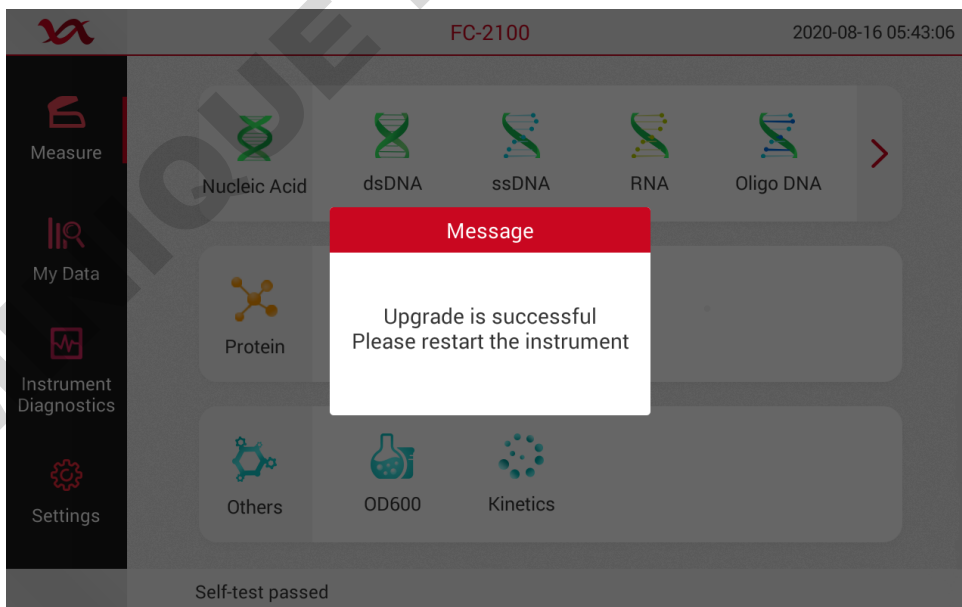 FC-2100
2020-08-16 05:43:06
Measure
My Data
Instrument
Diagnostics
Settings
Nucleic Acid
dsDNA
ssDNA
RNA
Oligo DNA
Message
Upgrade is successful
Please restart the instrument
Protein
Others
OD600
Kinetics
Self-test passed
UNIQUE